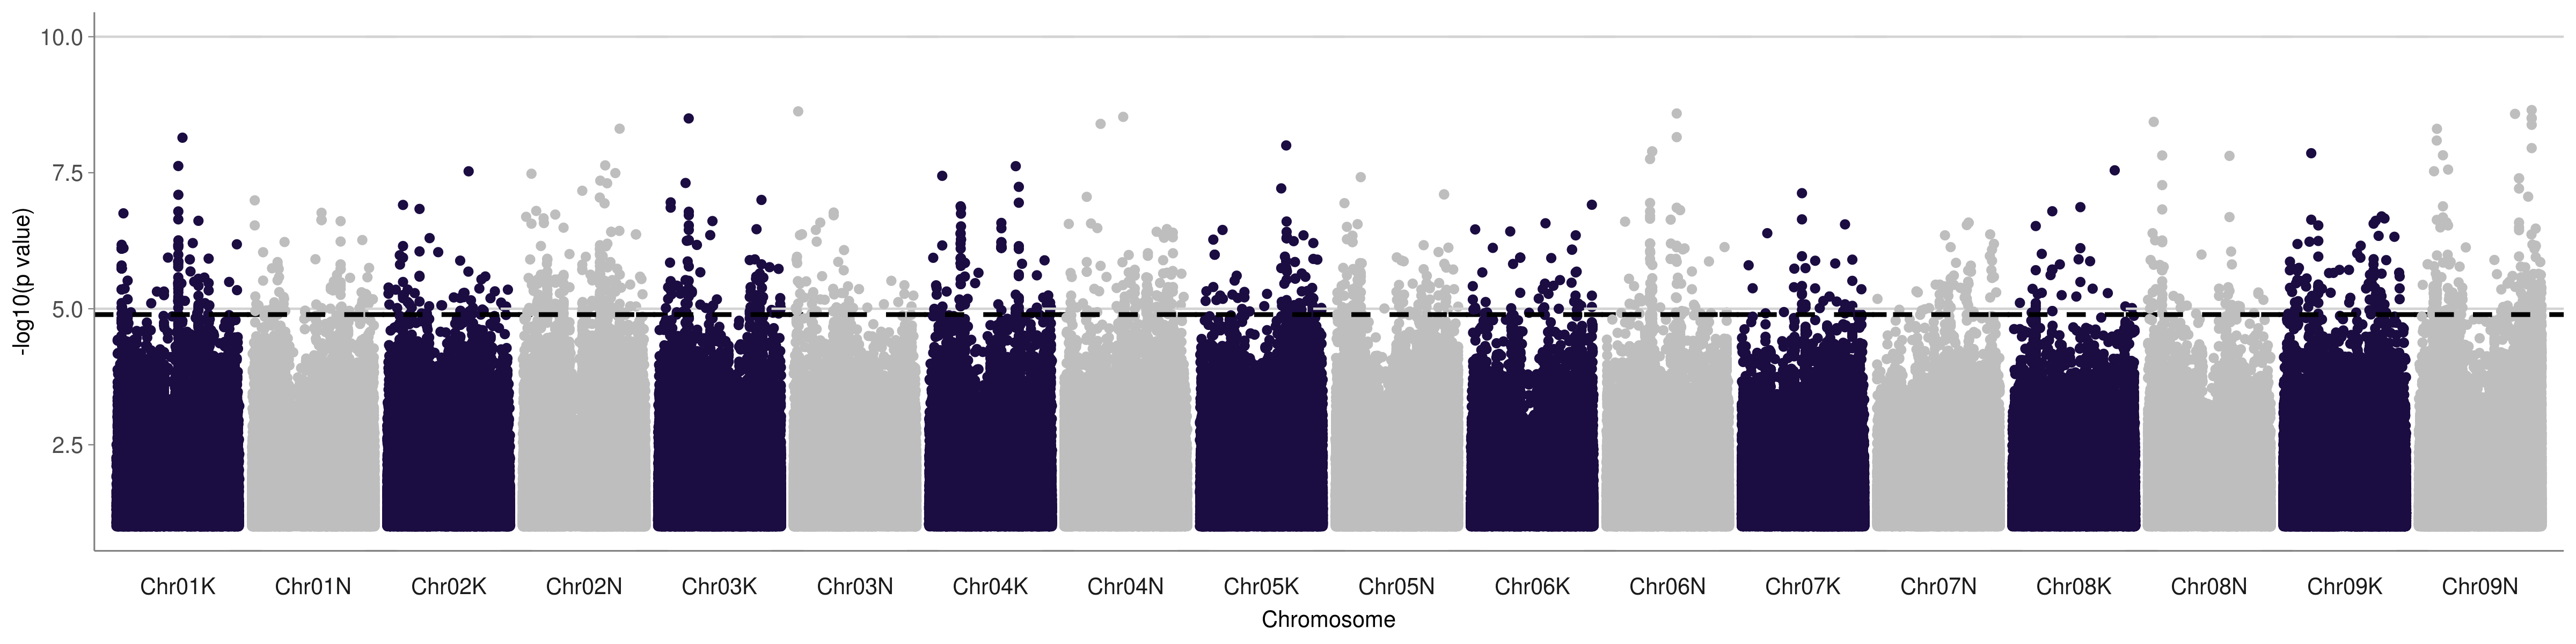 10.0
7.5
5.0
2.5
-log10(p value)
Chr01K Chr01N Chr02K Chr02N Chr03K Chr03N Chr04K Chr04N Chr05K Chr05N Chr06K Chr06N Chr07K Chr07N Chr08K Chr08N Chr09K Chr09N
Chromosome